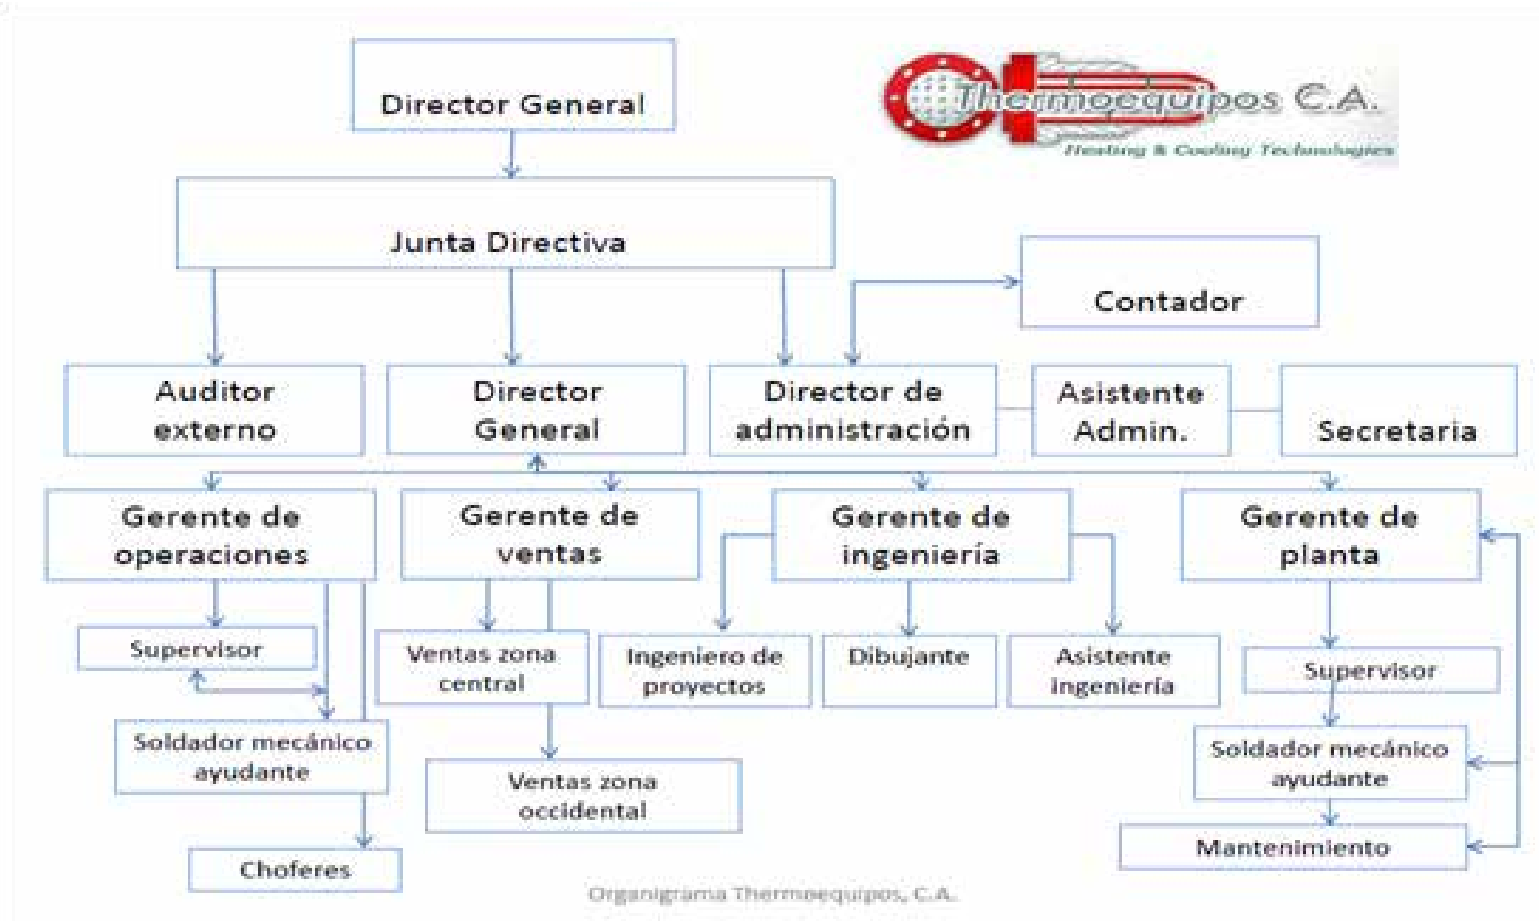 Director General
Thermoequipos C.A.
Heating & Cooling Technologies
Junta Directiva
Contador
Auditor
externo
Director
General
Director de
administración
Asistente
Admin.
Secretaria
Gerente de
operaciones
Gerente de
ventas
Gerente de
ingeniería
Gerente de
planta
Supervisor
Ventas zona
central
Ingeniero de
proyectos
Dibujante
Asistente
ingeniería
Supervisor
Soldador mecánico
ayudante
Ventas zona
occidental
Soldador mecánico
ayudante
Choferes
Mantenimiento
Organigrama Thermoequipos, C.A.